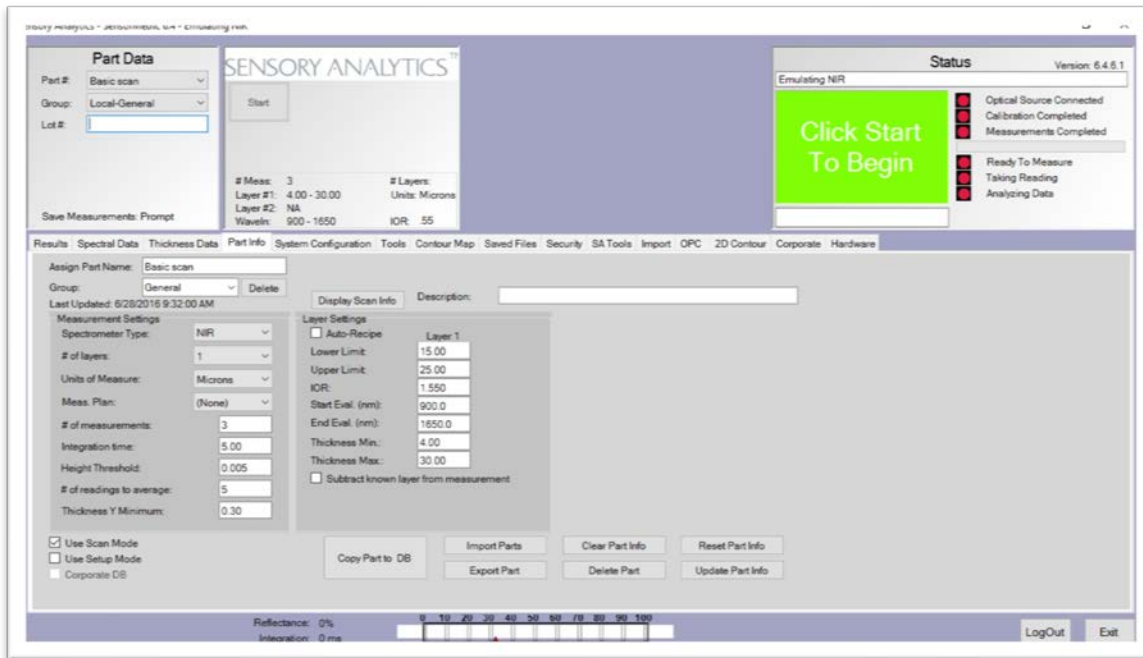 Sensory Analytics - SensorMedic 6.4 - Emulating NIR
Part Data
Part #: Basic scan
Group: Local-General
Lot #:
Save Measurements: Prompt
SENSORY ANALYTICS™
Start
# Meas: 3 # Layers:
Layer #1: 4.00 - 30.00 Units: Microns
Layer #2: NA
Waveln: 900 - 1650 IOR: .55
Status Version: 6.4.6.1
Emulating NIR
Click Start
To Begin
Optical Source Connected
Calibration Completed
Measurements Completed
Ready To Measure
Taking Reading
Analyzing Data
Results Spectral Data Thickness Data Part Info System Configuration Tools Contour Map Saved Files Security SA Tools Import OPC 2D Contour Corporate Hardware
Assign Part Name: Basic scan
Group: General Delete
Last Updated: 6/28/2016 9:32:00 AM
Display Scan Info Description:
Measurement Settings
Spectrometer Type: NIR
# of layers: 1
Units of Measure: Microns
Meas. Plan: (None)
# of measurements: 3
Integration time: 5.00
Height Threshold: 0.005
# of readings to average: 5
Thickness Y Minimum: 0.30
Layer Settings
Auto-Recipe Layer 1
Lower Limit: 15.00
Upper Limit: 25.00
IOR: 1.550
Start Eval. (nm): 900.0
End Eval. (nm): 1650.0
Thickness Min.: 4.00
Thickness Max.: 30.00
Subtract known layer from measurement
Use Scan Mode
Use Setup Mode
Corporate DB
Copy Part to DB
Import Parts Clear Part Info Reset Part Info
Export Part Delete Part Update Part Info
Reflectance: 0%
Integration: 0 ms
0 10 20 30 40 50 60 70 80 90 100
LogOut Exit